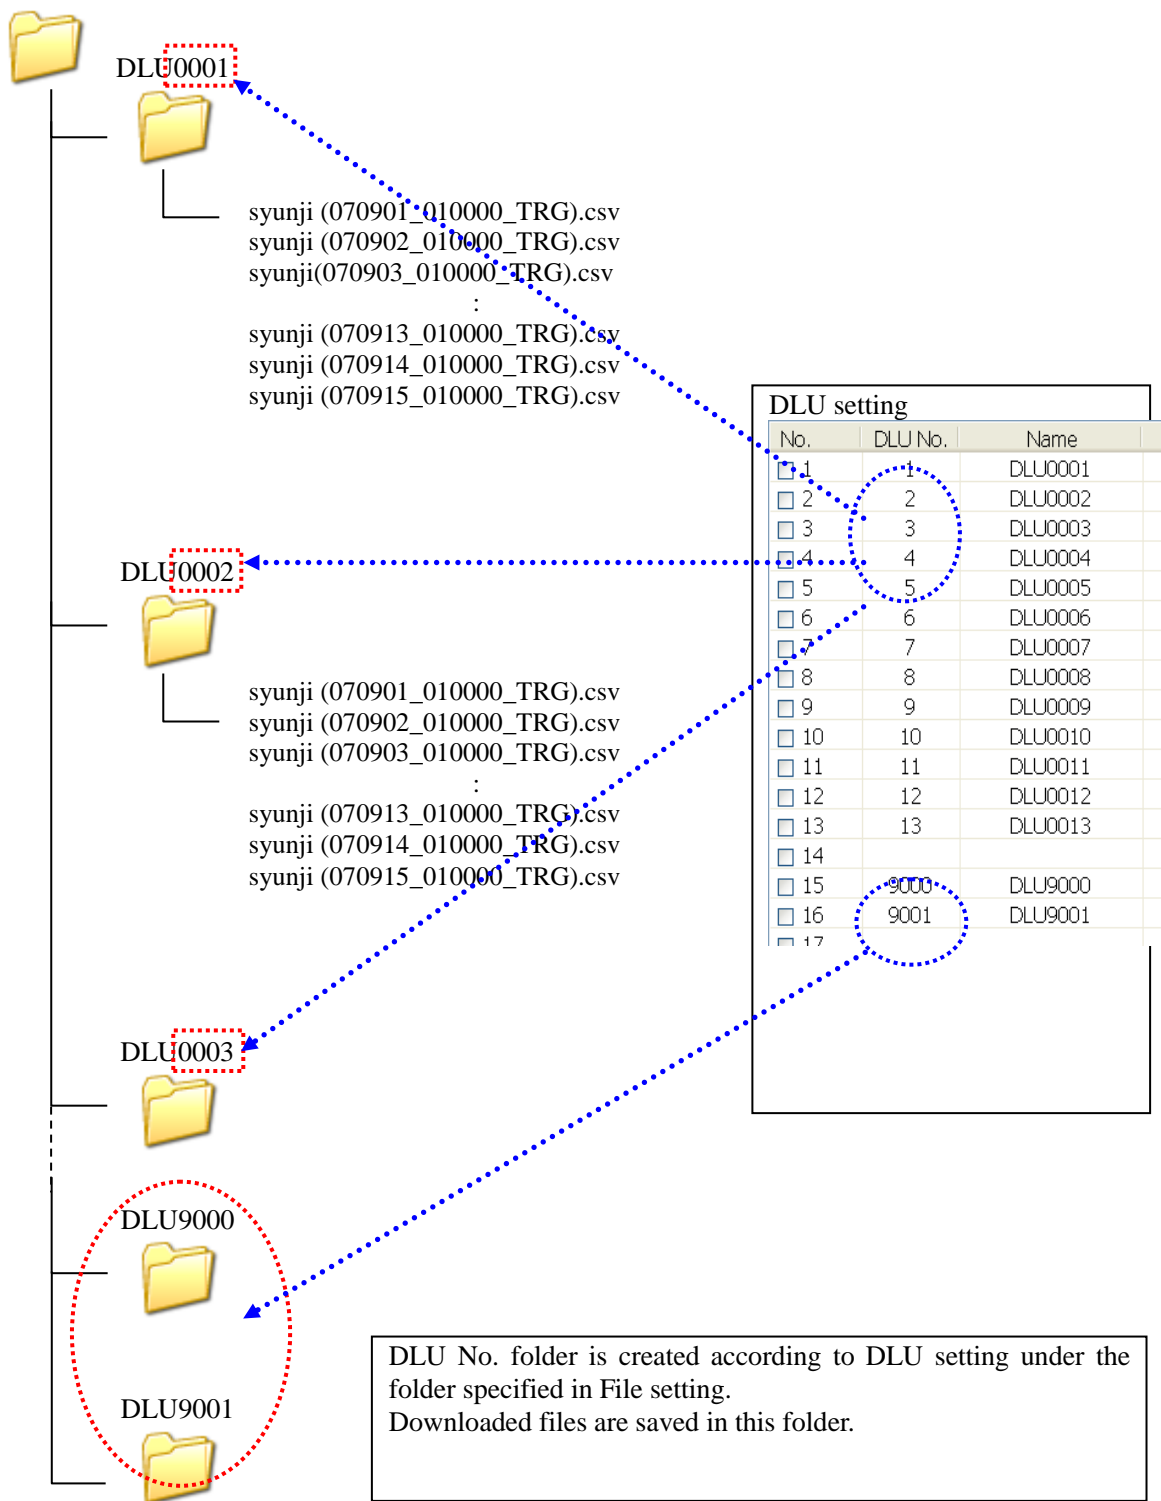 DLU0001
syunji (070901_010000_TRG).csv
syunji (070902_010000_TRG).csv
syunji(070903_010000_TRG).csv
:
syunji (070913_010000_TRG).csv
syunji (070914_010000_TRG).csv
syunji (070915_010000_TRG).csv
DLU0002
syunji (070901_010000_TRG).csv
syunji (070902_010000_TRG).csv
syunji (070903_010000_TRG).csv
:
syunji (070913_010000_TRG).csv
syunji (070914_010000_TRG).csv
syunji (070915_010000_TRG).csv
DLU0003
DLU9000
DLU9001
DLU setting
No. DLU No. Name
1 1 DLU0001
2 2 DLU0002
3 3 DLU0003
4 4 DLU0004
5 5 DLU0005
6 6 DLU0006
7 7 DLU0007
8 8 DLU0008
9 9 DLU0009
10 10 DLU0010
11 11 DLU0011
12 12 DLU0012
13 13 DLU0013
14
15 9000 DLU9000
16 9001 DLU9001
17
DLU No. folder is created according to DLU setting under the
folder specified in File setting.
Downloaded files are saved in this folder.